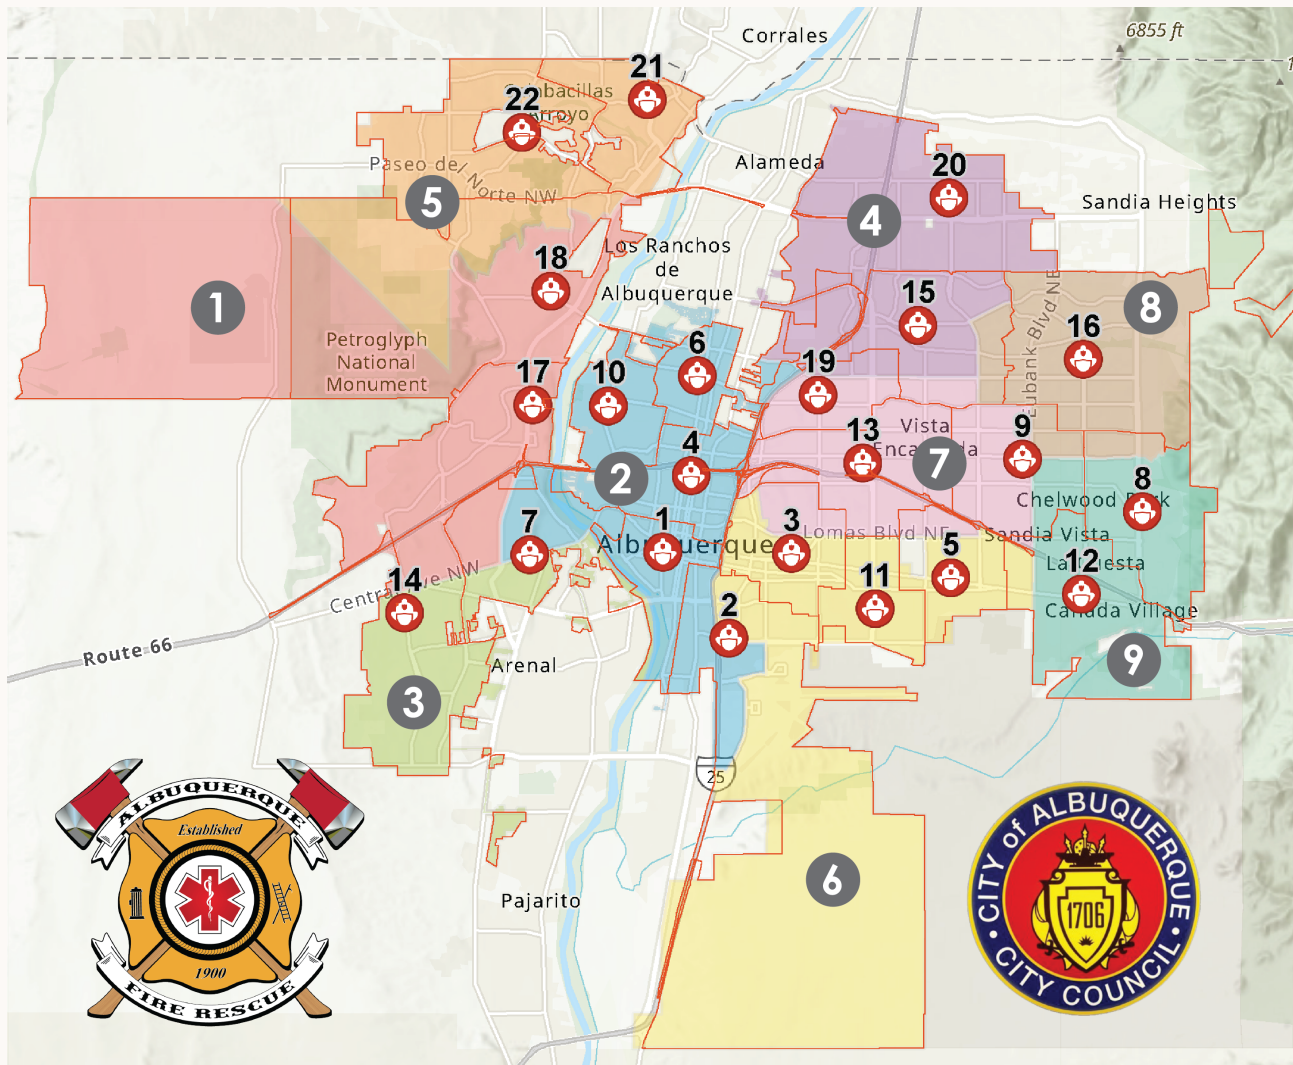 Corrales
6855 ft
21
22
Arroyo
Paseo del Norte NW
5
Alameda
20
4
Sandia Heights
Los Ranchos
de
Albuquerque
18
1
15
8
16
Petroglyph
National
Monument
6
17
10
19
Eubank Blvd NE
Vista
13
9
7
4
2
8
Chelwood Park
7
1
3
Lomas Blvd NE
Sandia Vista
Albuquerque
5
12
14
Central Ave NW
11
Canada Village
2
Route 66
Arenal
9
3
25
6
Pajarito
ALBUQUERQUE
Established
1900
FIRE RESCUE
CITY of ALBUQUERQUE
1706
CITY COUNCIL